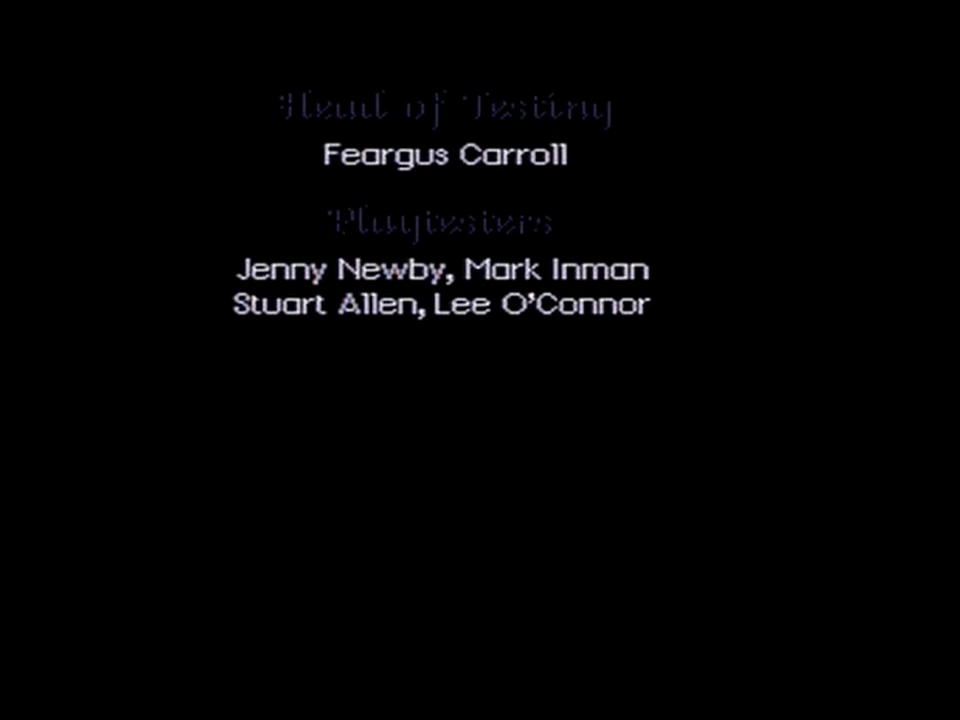 Head of Testing
Feargus Carroll
Playtesters
Jenny Newby, Mark Inman
Stuart Allen, Lee O'Connor